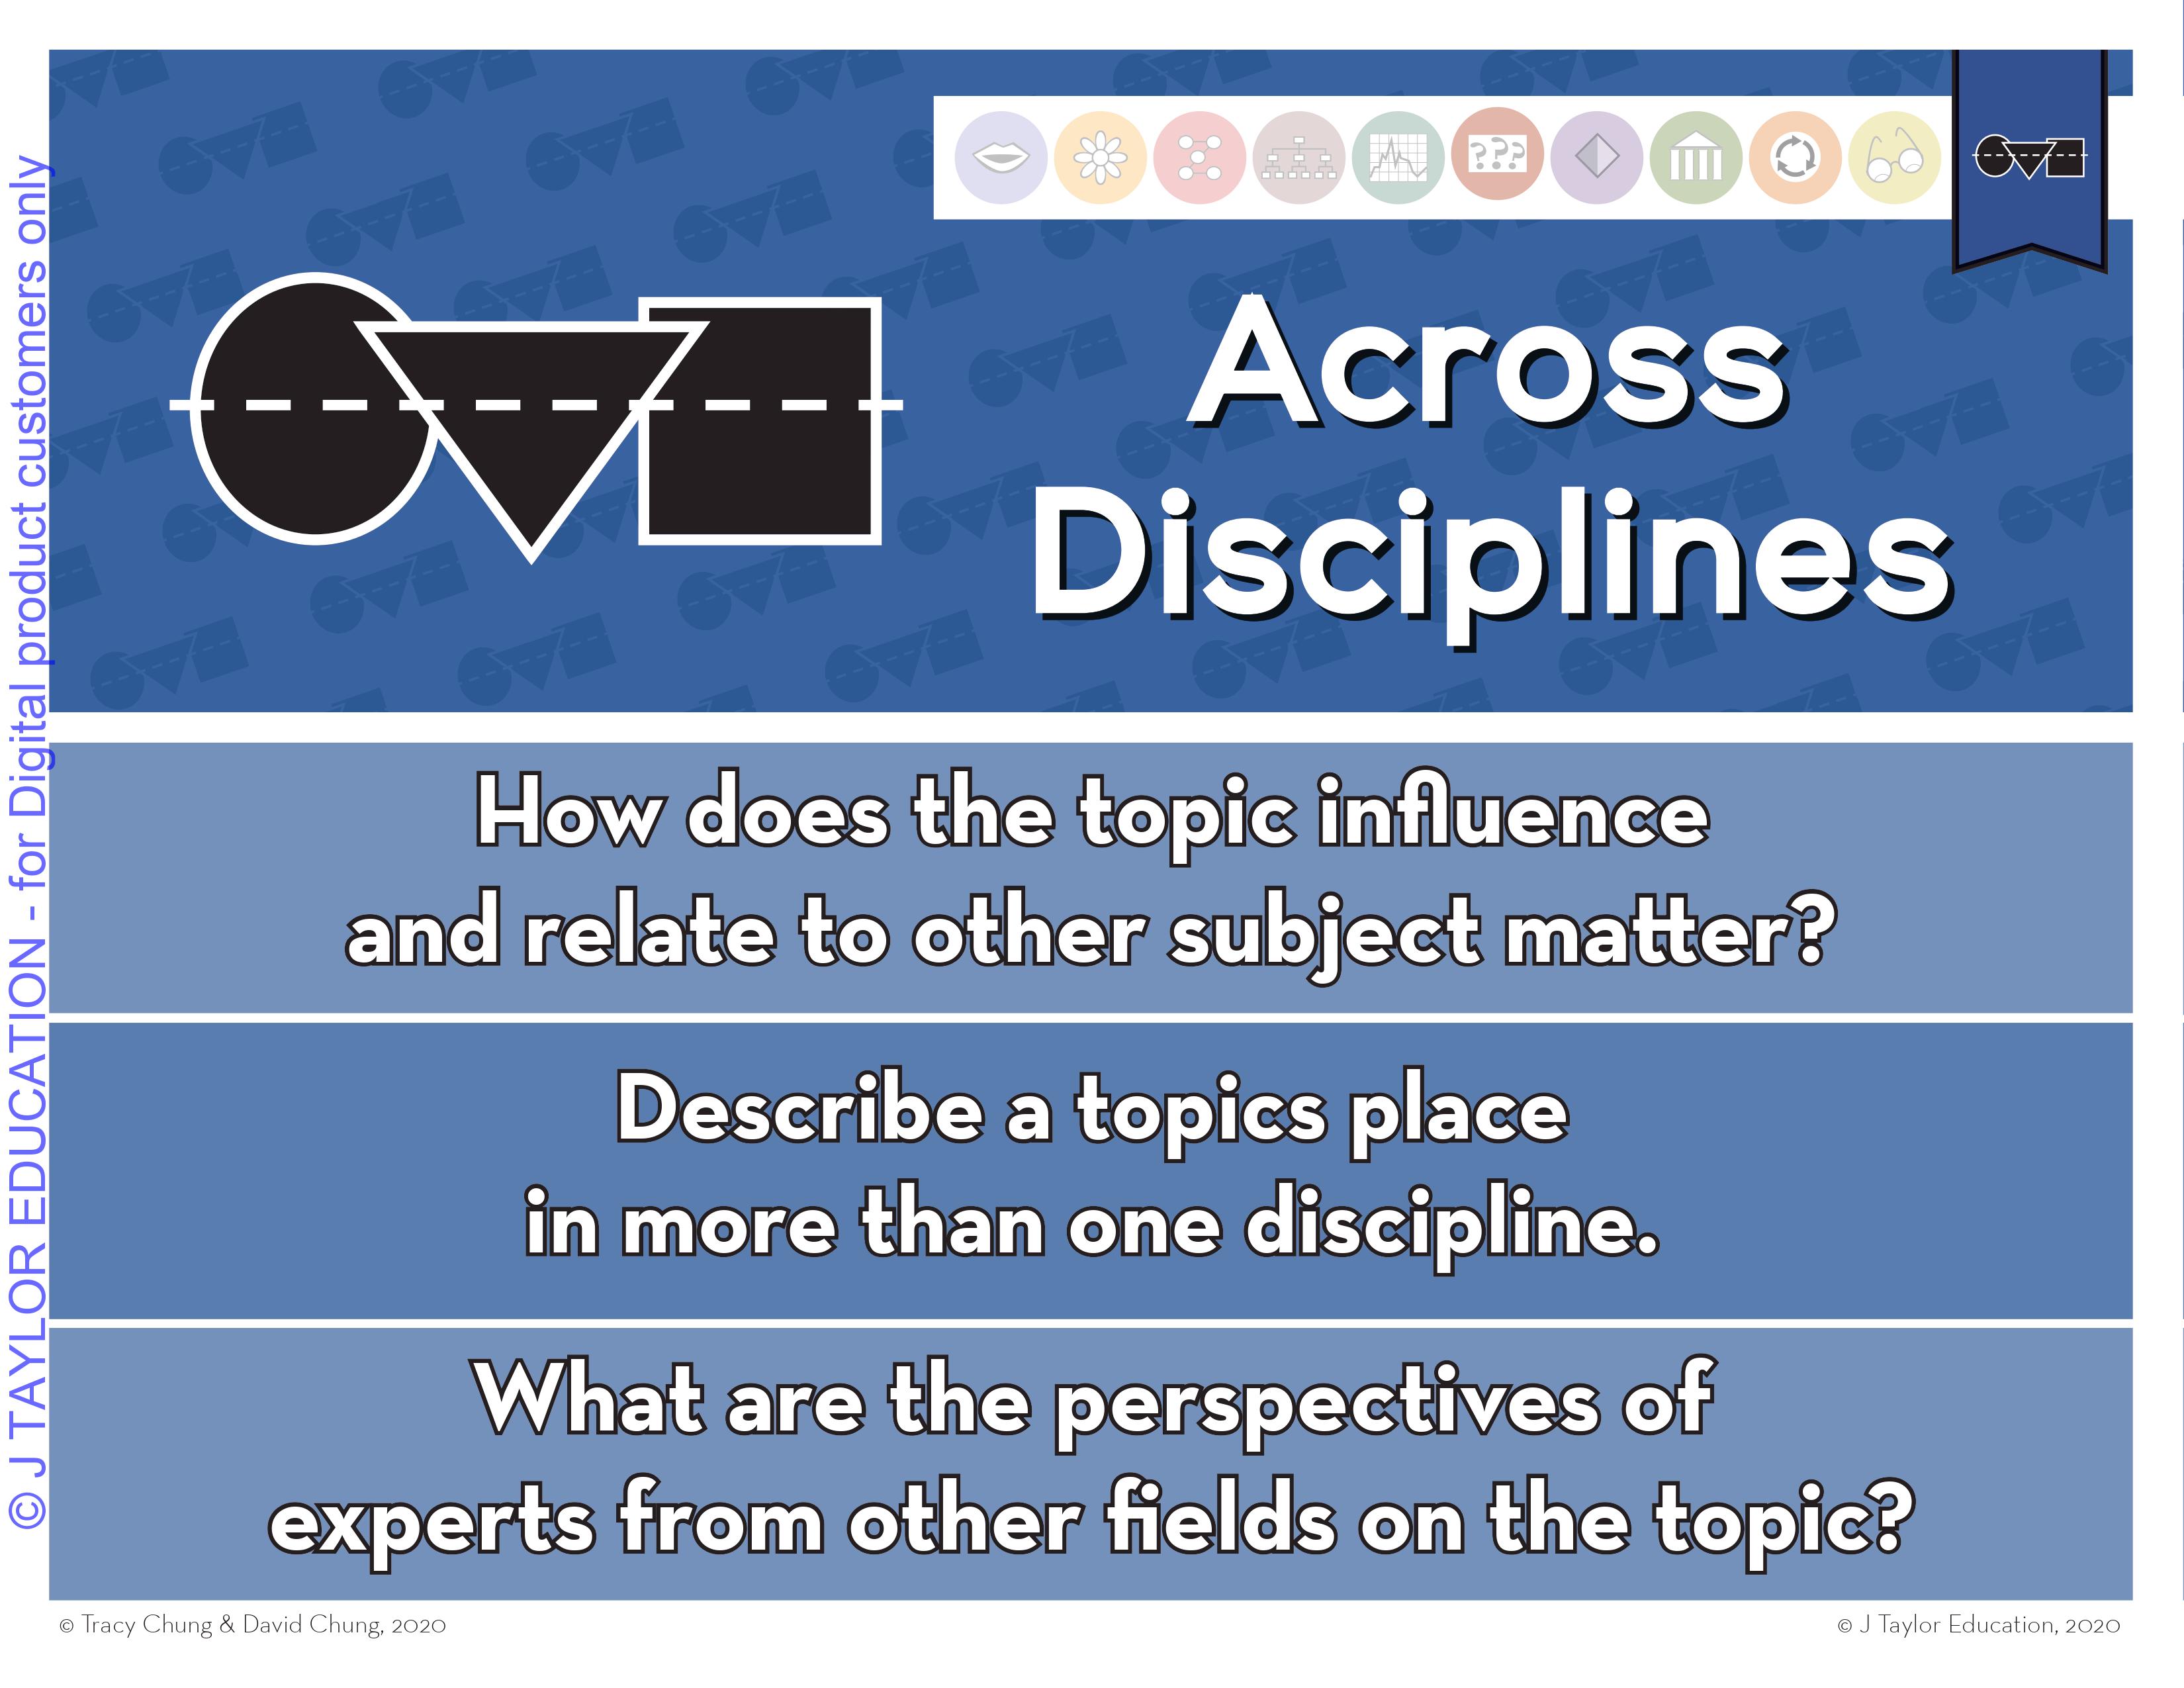 Across
Disciplines
How does the topic influence
and relate to other subject matter?
Describe a topics place
in more than one discipline.
What are the perspectives of
experts from other fields on the topic?
© Tracy Chung & David Chung, 2020
© J Taylor Education, 2020
© J TAYLOR EDUCATION - for Digital product customers only
???